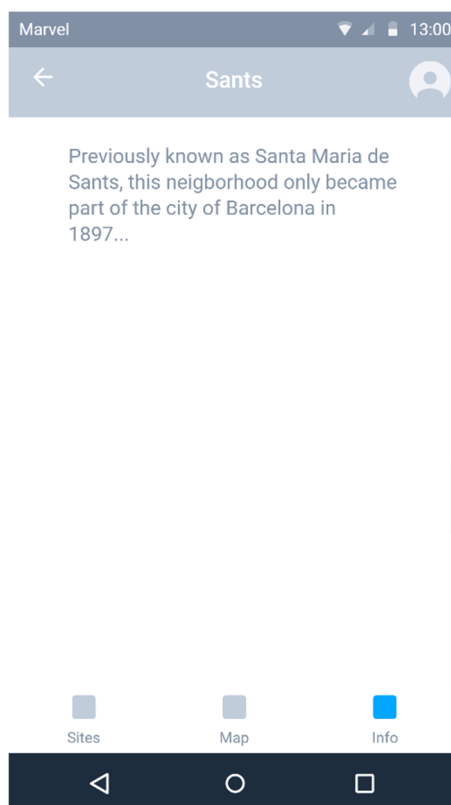 Marvel 13:00
Sants
Previously known as Santa Maria de
Sants, this neigborhood only became
part of the city of Barcelona in
1897...
Sites Map Info